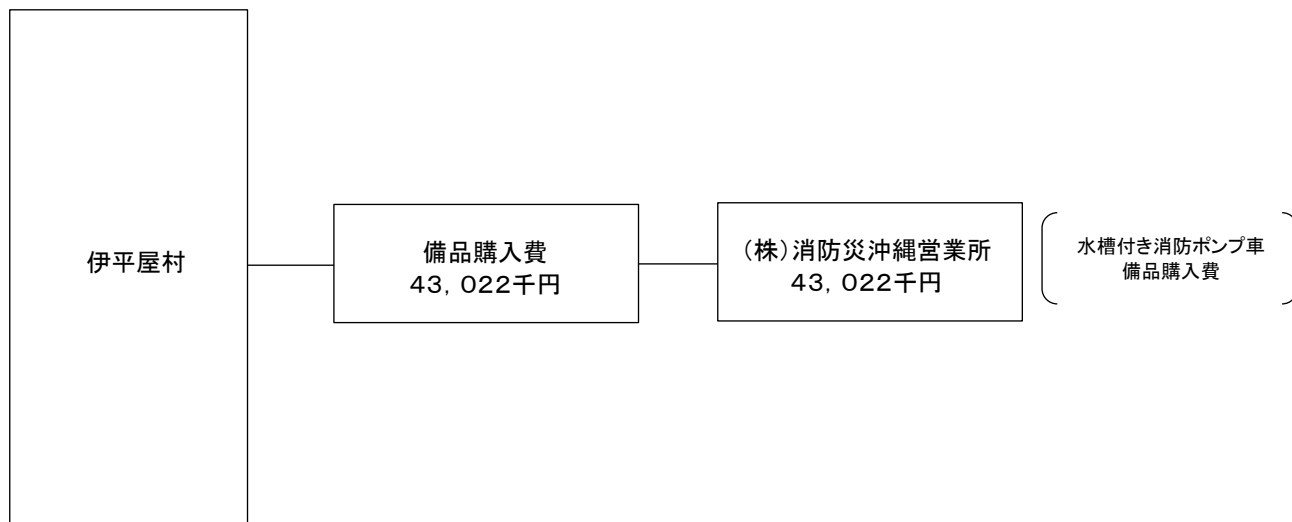 伊平屋村
備品購入費
43,022千円
(株)消防災沖縄営業所
43,022千円
水槽付き消防ポンプ車
備品購入費